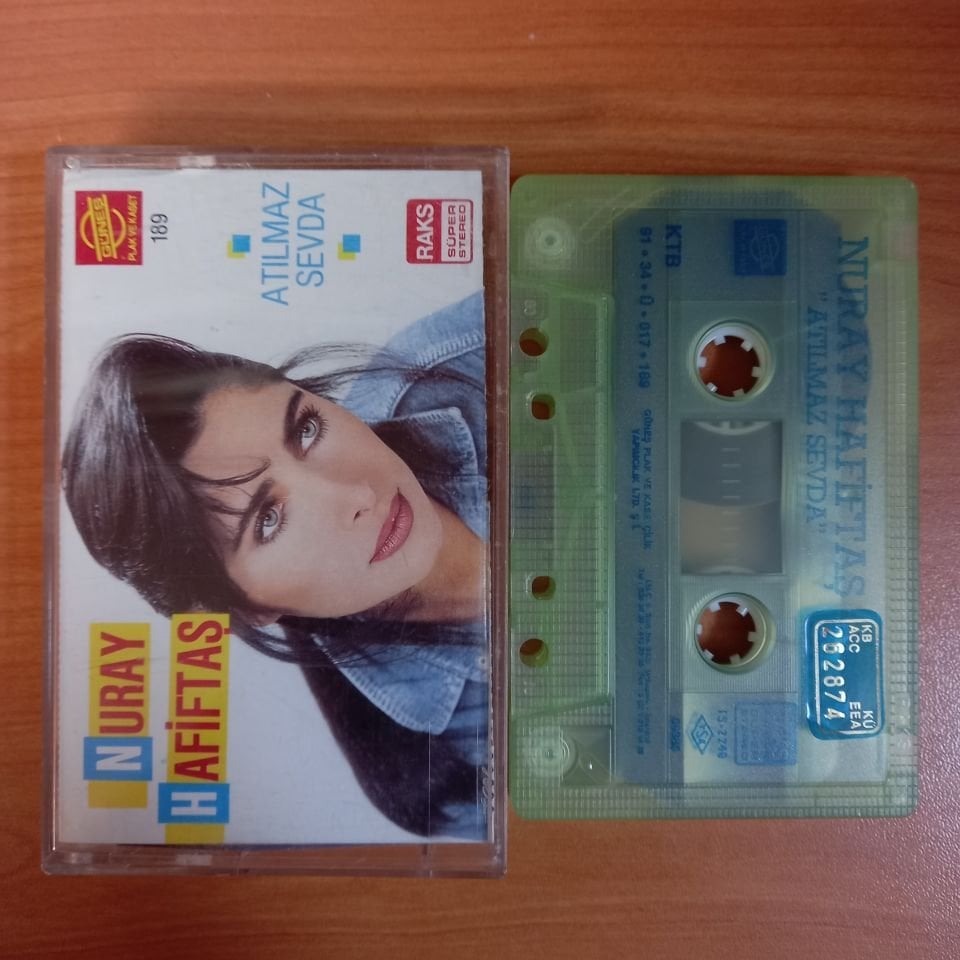 GÜNEŞ
PLAK VE KASET
189
ATILMAZ
SEVDA
RAKS
SÜPER
STEREO
NURAY
HAFİFTAŞ
NURAY HAFİFTAŞ
"ATILMAZ SEVDA"
KTB
91 • 34 • Ü • 017 • 189
GÜNEŞ PLAK VE KASETÇİLİK
YAPIMCILIK LTD. ŞTİ.
KB KÜ
ACC EEA
262874